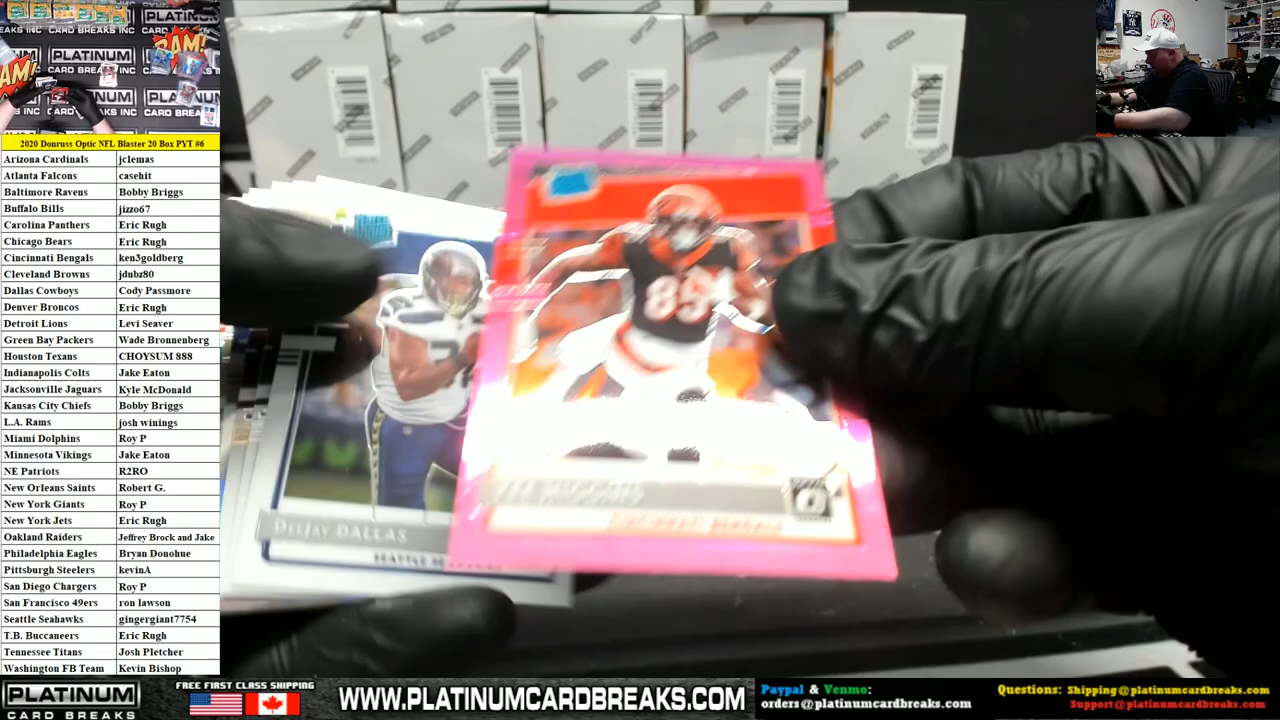 2020 Donruss Optic NFL Blaster 20 Box PYT #6
Arizona Cardinals jclemas
Atlanta Falcons casehit
Baltimore Ravens Bobby Briggs
Buffalo Bills jizzo67
Carolina Panthers Eric Rugh
Chicago Bears Eric Rugh
Cincinnati Bengals ken3goldberg
Cleveland Browns jdubz80
Dallas Cowboys Cody Passmore
Denver Broncos Eric Rugh
Detroit Lions Levi Seaver
Green Bay Packers Wade Bronnenberg
Houston Texans CHOYSUM 888
Indianapolis Colts Jake Eaton
Jacksonville Jaguars Kyle McDonald
Kansas City Chiefs Bobby Briggs
L.A. Rams josh winings
Miami Dolphins Roy P
Minnesota Vikings Jake Eaton
NE Patriots R2RO
New Orleans Saints Robert G.
New York Giants Roy P
New York Jets Eric Rugh
Oakland Raiders Jeffrey Brock and Jake
Philadelphia Eagles Bryan Donohue
Pittsburgh Steelers kevinA
San Diego Chargers Roy P
San Francisco 49ers ron lawson
Seattle Seahawks gingergiant7754
T.B. Buccaneers Eric Rugh
Tennessee Titans Josh Pletcher
Washington FB Team Kevin Bishop
PLATINUM
CARD BREAKS INC
BAM!
85
DeeJay DALLAS
PLATINUM
CARD BREAKS
FREE FIRST CLASS SHIPPING
WWW.PLATINUMCARDBREAKS.COM
Paypal & Venmo:
orders@platinumcardbreaks.com
Questions: Shipping@platinumcardbreaks.com
Support@platinumcardbreaks.com